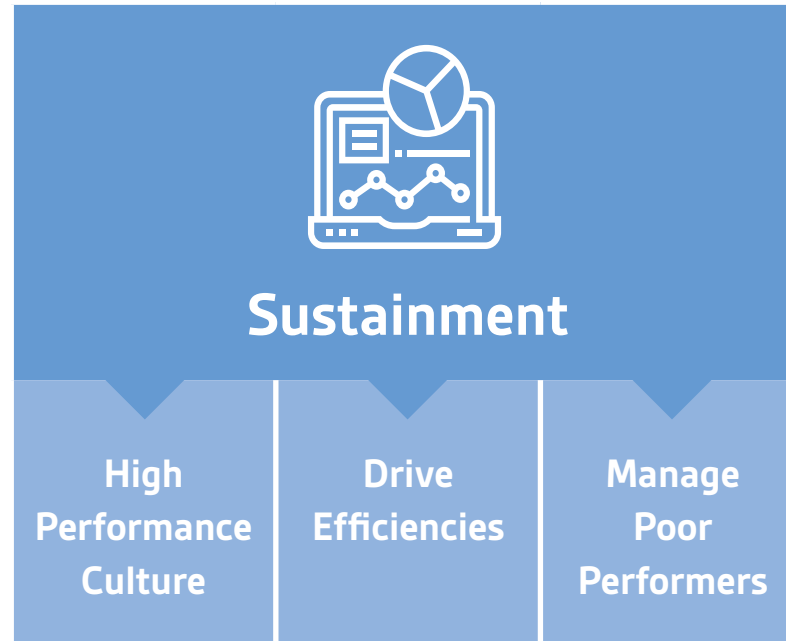 Sustainment
High
Performance
Culture
Drive
Efficiencies
Manage
Poor
Performers